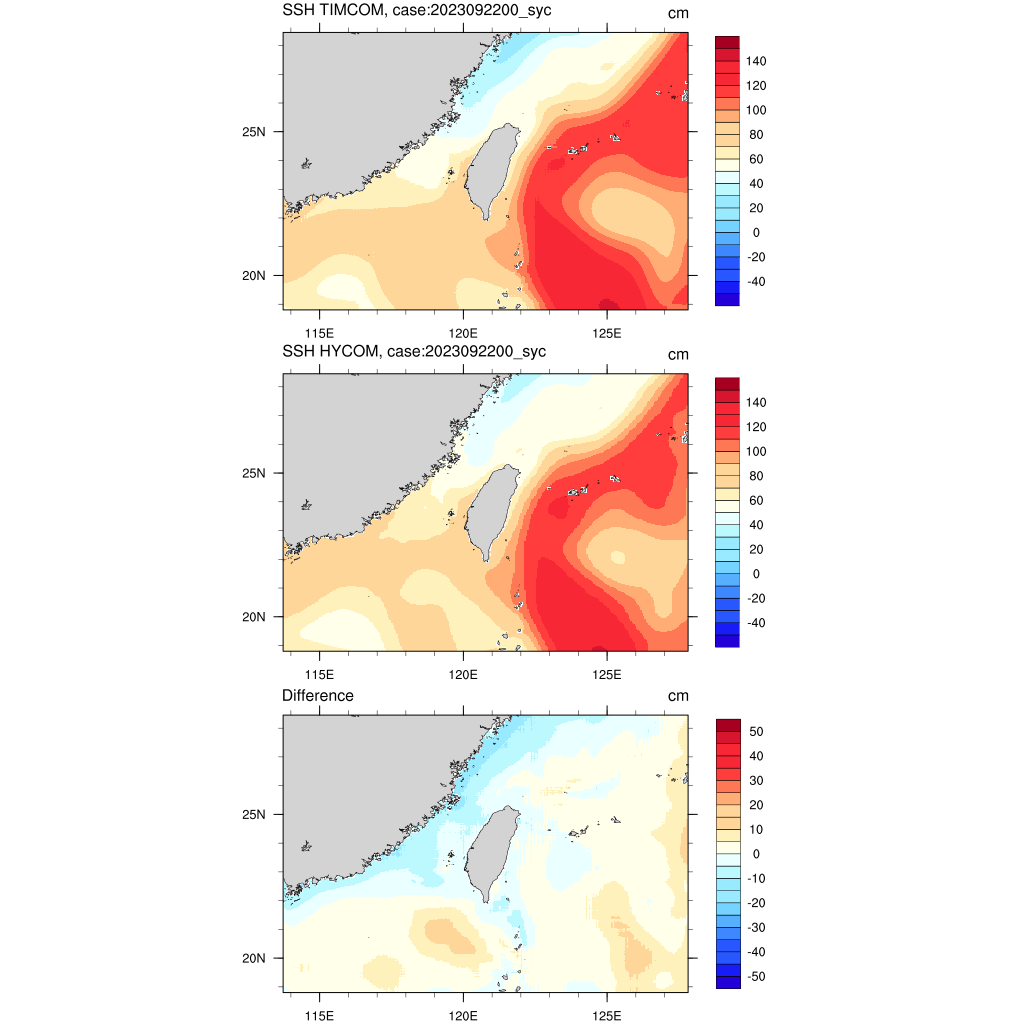 SSH TIMCOM, case:2023092200_syc cm
140
120
25N 100
80
60
40
20
0
20N -20
-40
115E 120E 125E
SSH HYCOM, case:2023092200_syc cm
140
120
25N 100
80
60
40
20
0
20N -20
-40
115E 120E 125E
Difference cm
50
40
30
25N 20
10
0
-10
-20
-30
20N -40
-50
115E 120E 125E